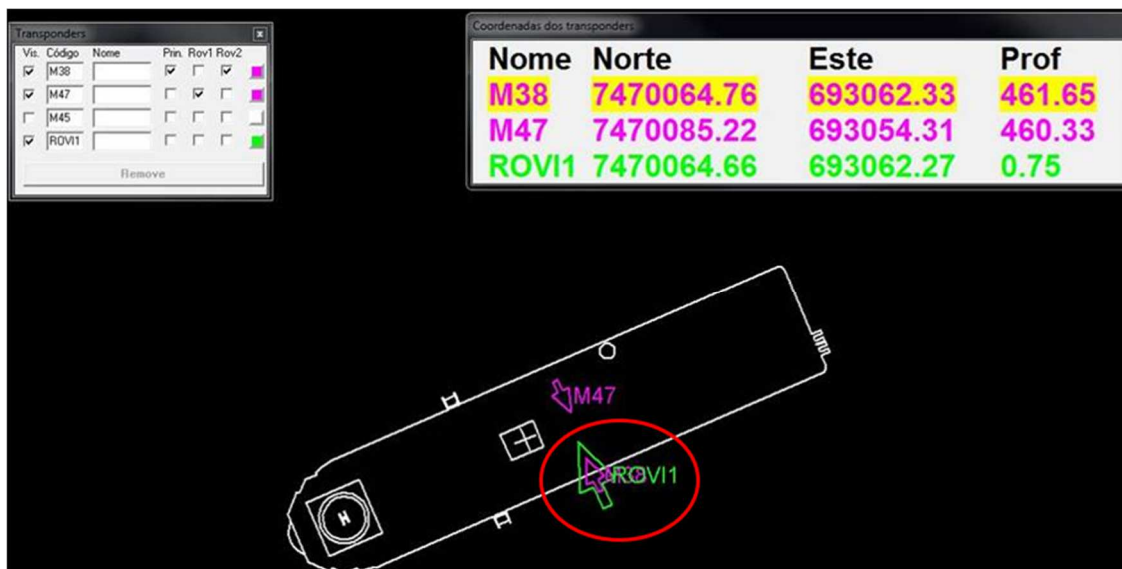 Transponders
Vis. Código Nome Prin. Rov1 Rov2
M38
M47
M45
ROVI1
Remove
Coordenadas dos transponders
Nome Norte Este Prof
M38 7470064.76 693062.33 461.65
M47 7470085.22 693054.31 460.33
ROVI1 7470064.66 693062.27 0.75
M47
ROVI1
H